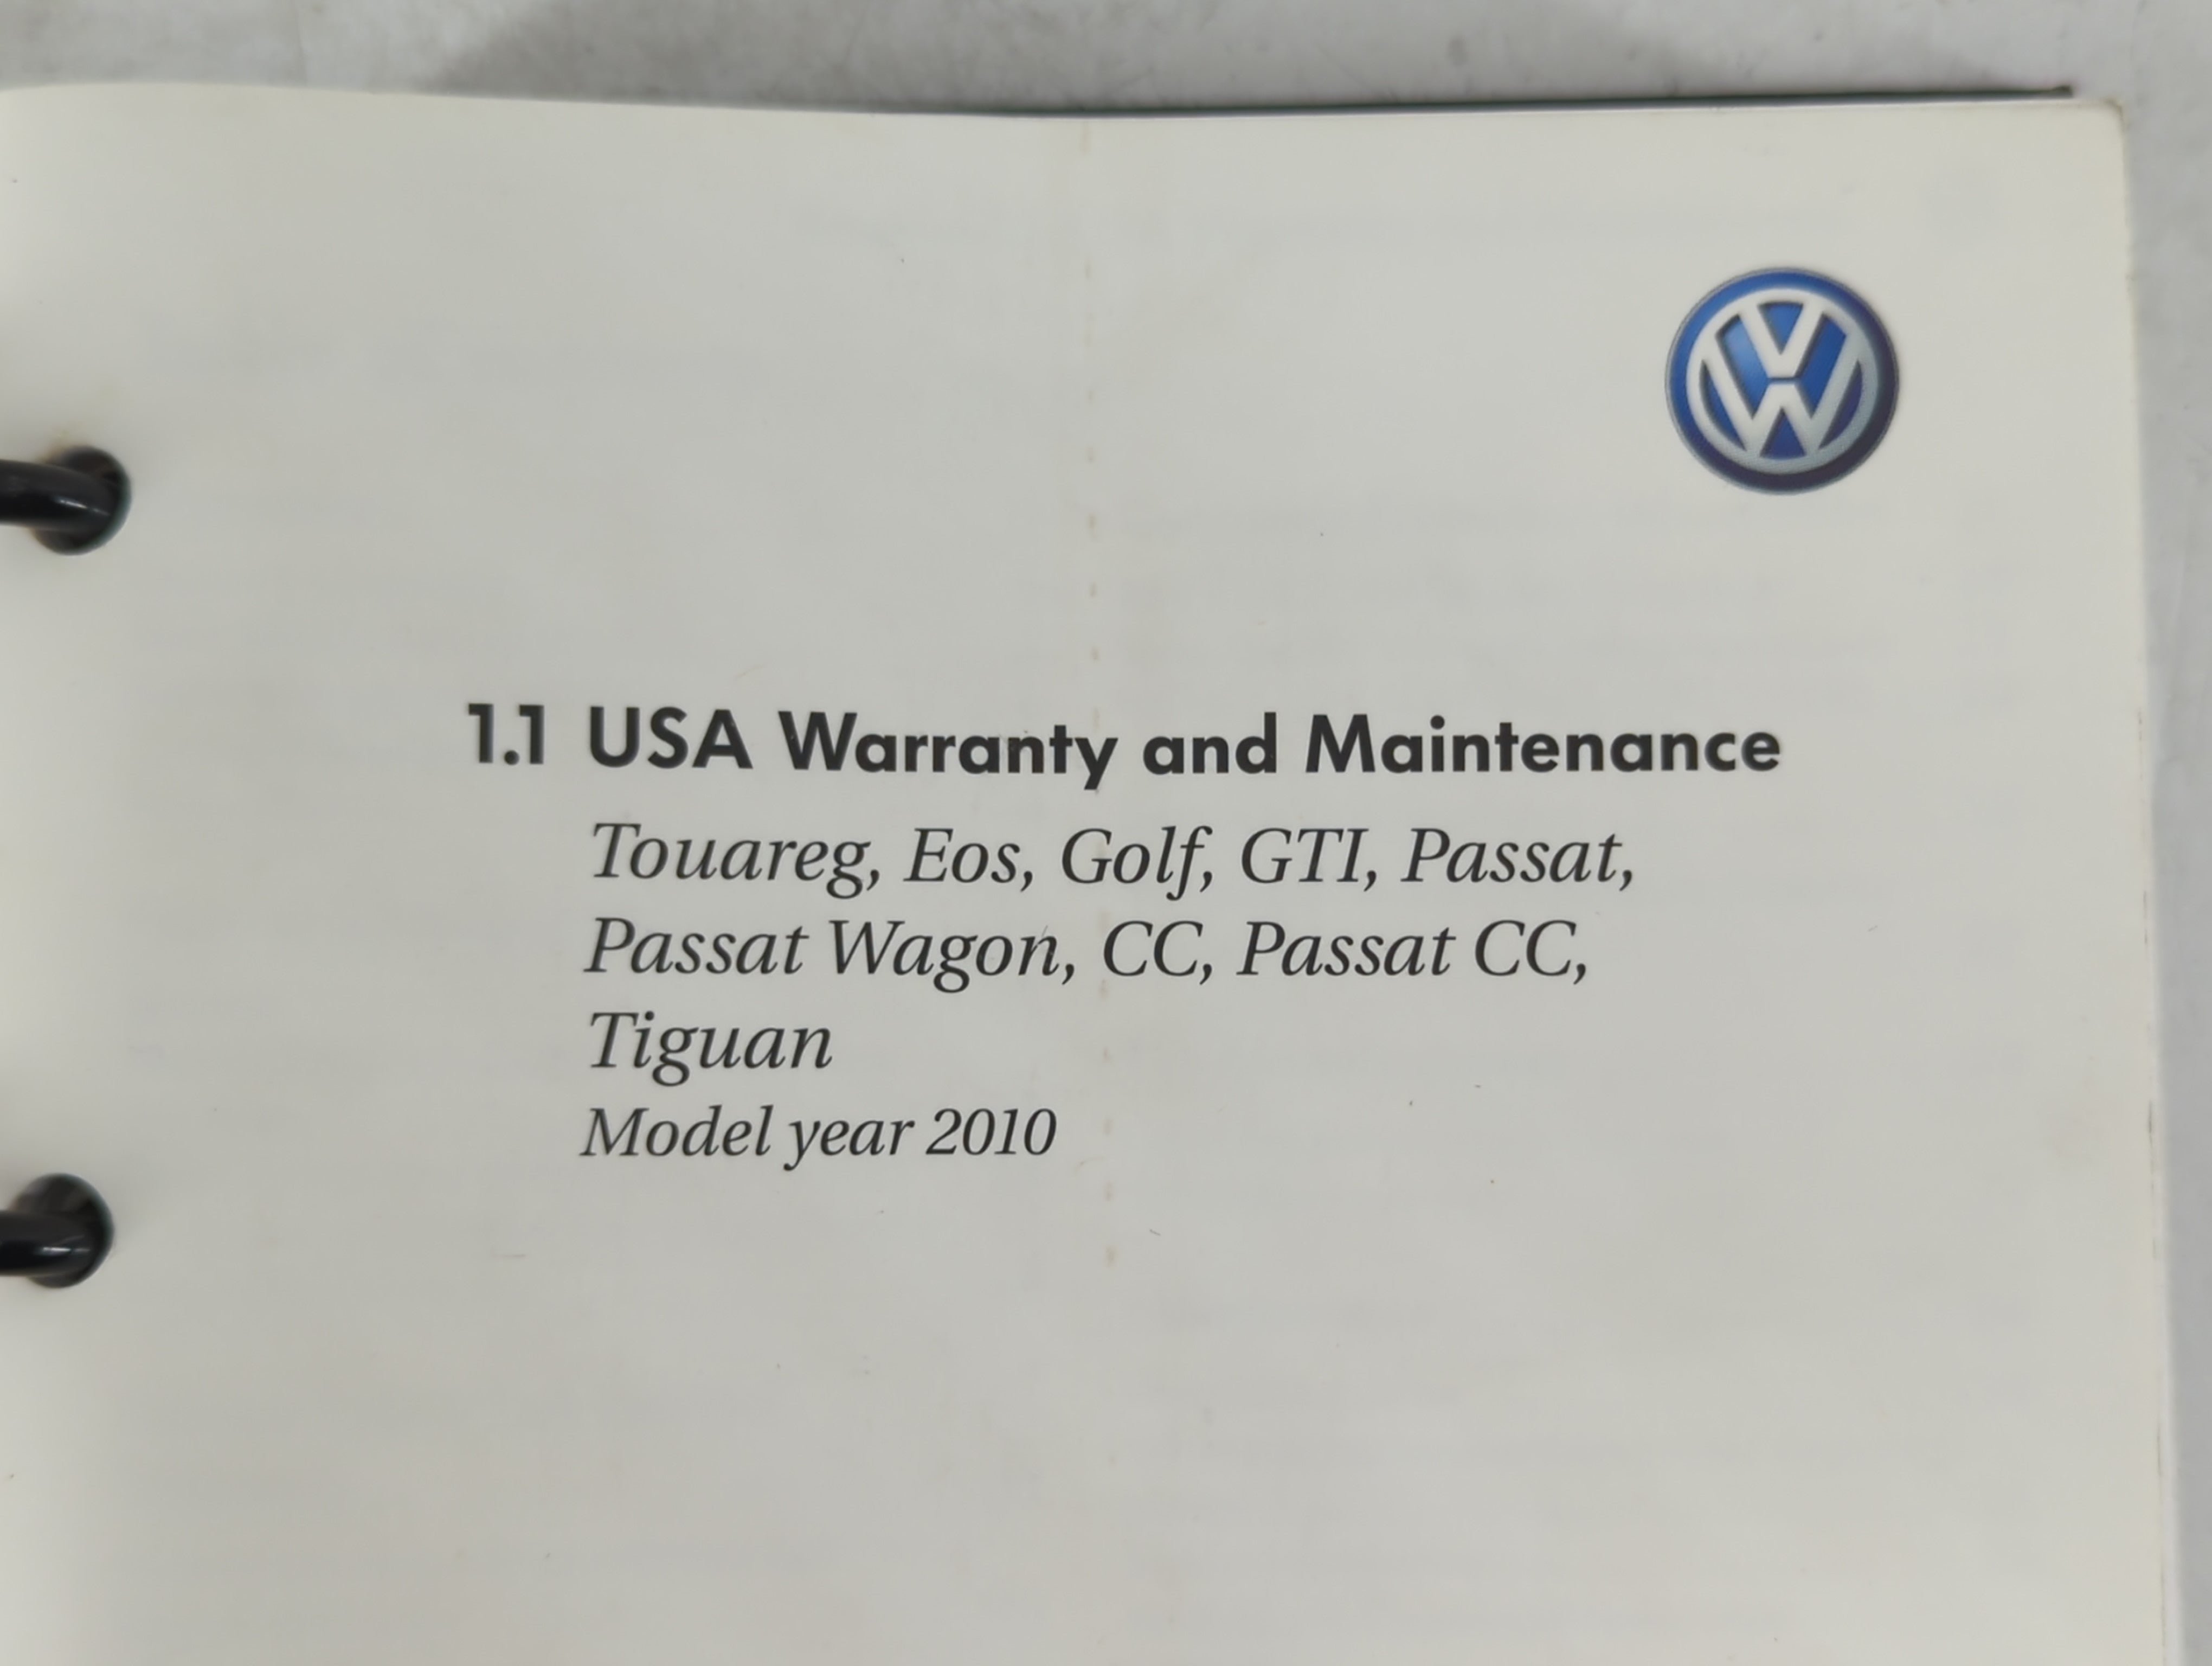 1.1 USA Warranty and Maintenance
Touareg, Eos, Golf, GTI, Passat,
Passat Wagon, CC, Passat CC,
Tiguan
Model year 2010